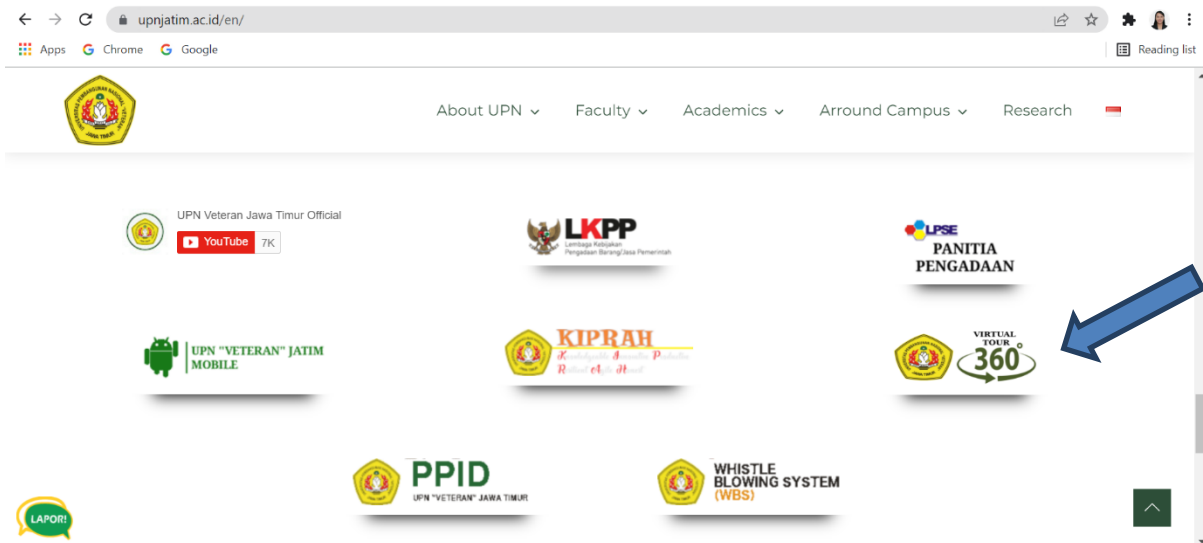 upnjatim.ac.id/en/
Apps
Chrome
Google
Reading list
About UPN
Faculty
Academics
Arround Campus
Research
UPN Veteran Jawa Timur Official
YouTube 7K
LKPP
Lembaga Kebijakan
Pengadaan Barang/Jasa Pemerintah
LPSE
PANITIA
PENGADAAN
UPN "VETERAN" JATIM
MOBILE
KIPRAH
VIRTUAL
TOUR
360°
PPID
UPN "VETERAN" JAWA TIMUR
WHISTLE
BLOWING SYSTEM
(WBS)
LAPOR!